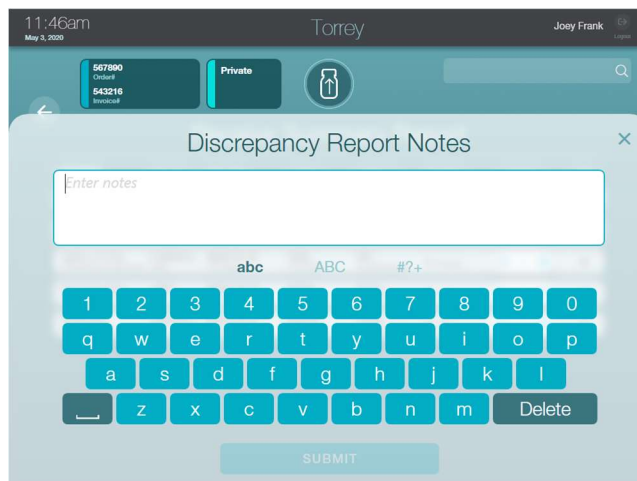 11:46am
May 3, 2020
Torrey
Joey Frank
Logout
567890
Order#
543216
Invoice#
Private
Discrepancy Report Notes
Enter notes
abc ABC #?+
1 2 3 4 5 6 7 8 9 0
q w e r t y u i o p
a s d f g h j k l
z x c v b n m Delete
SUBMIT